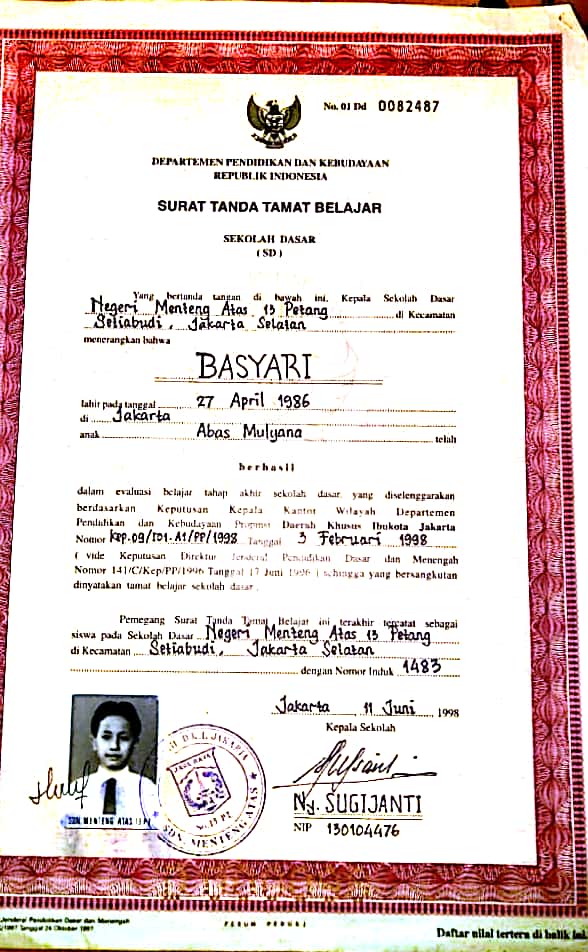 No. 01 Dd 0082487
DEPARTEMEN PENDIDIKAN DAN KEBUDAYAAN
REPUBLIK INDONESIA
SURAT TANDA TAMAT BELAJAR
SEKOLAH DASAR
( SD )
Yang bertanda tangan di bawah ini, Kepala Sekolah Dasar
Negeri Menteng Atas 13 Petang di Kecamatan
Setiabudi, Jakarta Selatan
menerangkan bahwa
BASYARI
lahir pada tanggal 27 April 1986
di Jakarta
anak Abas Mulyana telah
berhasil
dalam evaluasi belajar tahap akhir sekolah dasar yang diselenggarakan
berdasarkan Keputusan Kepala Kantor Wilayah Departemen
Pendidikan dan Kebudayaan Propinsi Daerah Khusus Ibukota Jakarta
Nomor Kep.09/I01.A1/PP/1998 Tanggal 3 Februari 1998
( vide Keputusan Direktur Jenderal Pendidikan Dasar dan Menengah
Nomor 141/C/Kep/PP/1996 Tanggal 17 Juni 1996 ) sehingga yang bersangkutan
dinyatakan tamat belajar sekolah dasar.
Pemegang Surat Tanda Tamat Belajar ini terakhir tercatat sebagai
siswa pada Sekolah Dasar Negeri Menteng Atas 13 Petang
di Kecamatan Setiabudi, Jakarta Selatan
dengan Nomor Induk 1483
Jakarta 11 Juni 1998
Kepala Sekolah
Ny. SUGIJANTI
NIP 130104476
SDN. MENTENG ATAS 13 Pt
D.K.I. JAKARTA
JAYA RAYA
No. 13 Pt
SDN. MENTENG ATAS
Jenderal Pendidikan Dasar dan Menengah
1997 Tanggal 24 Oktober 1997
PERUM PERURI
Daftar nilai tertera di balik ini